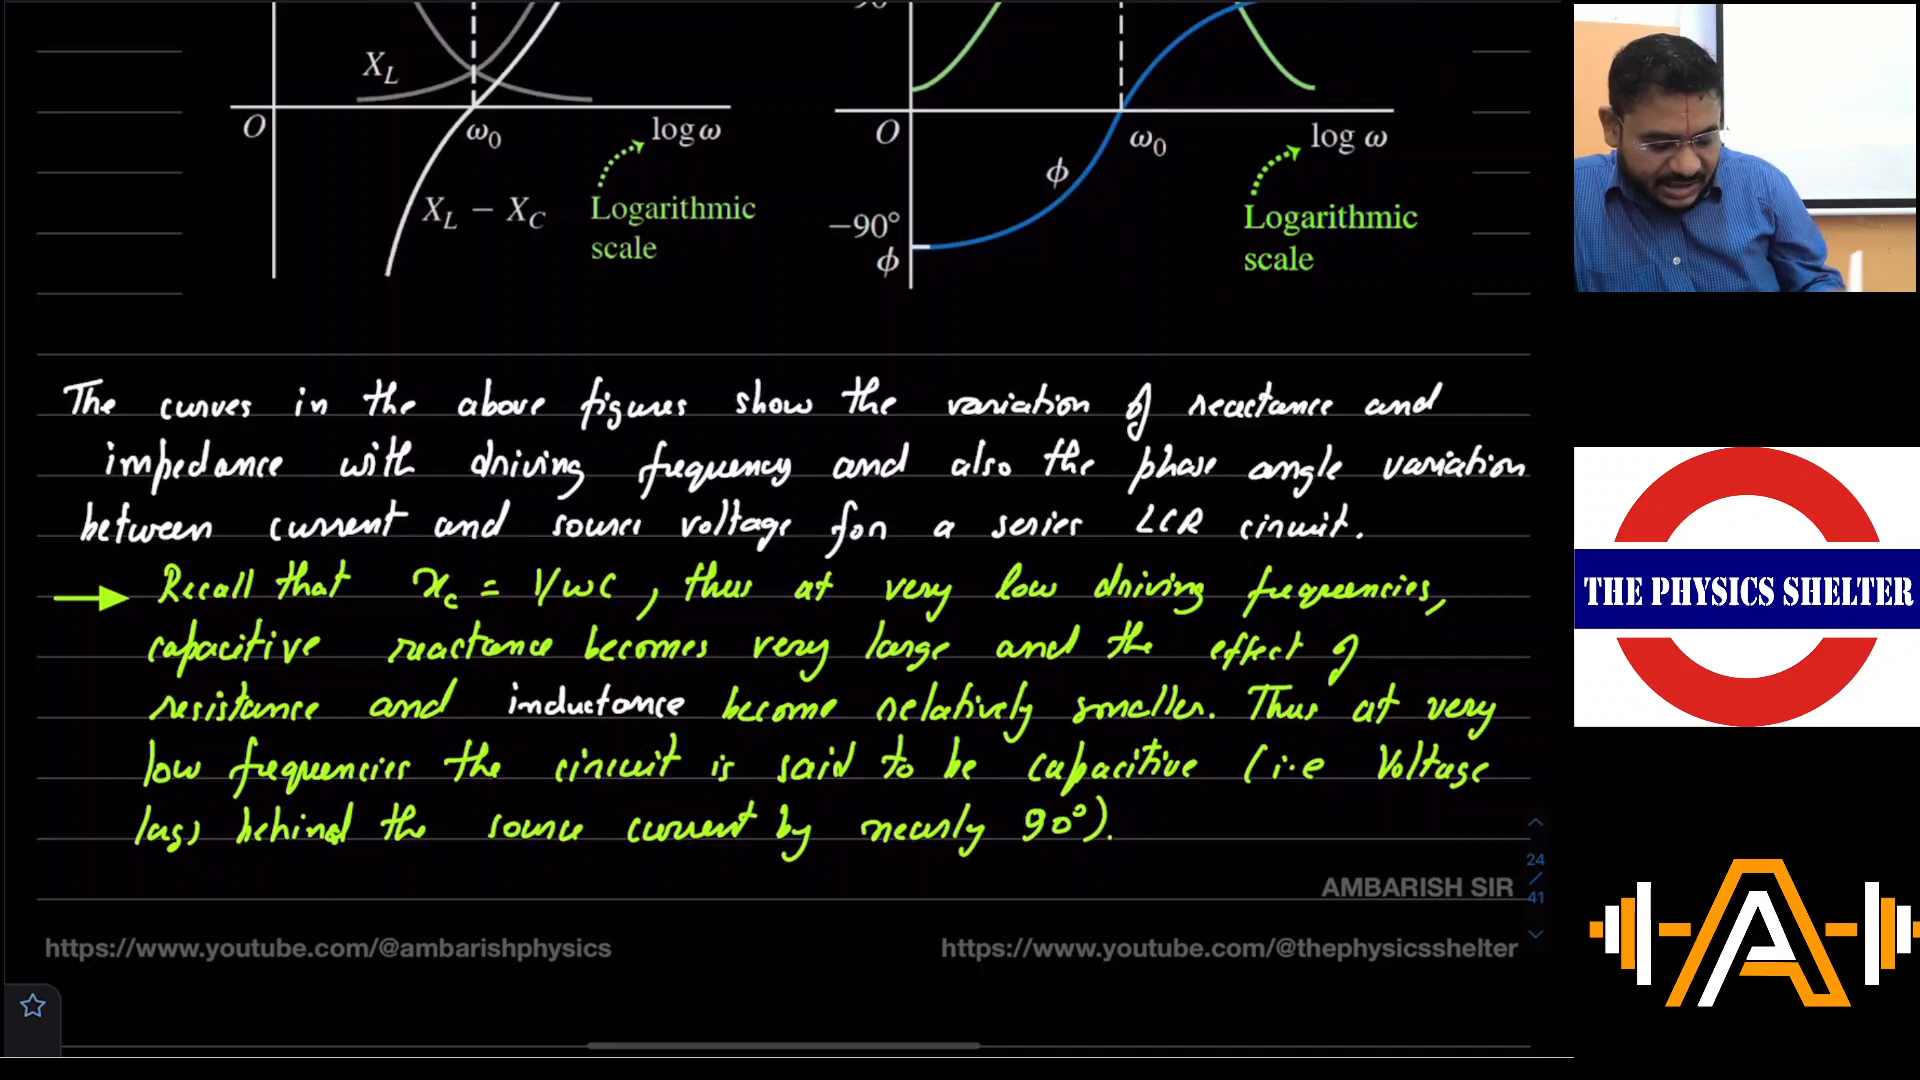 90
X_L
O
ω₀
log ω
X_L − X_C
Logarithmic
scale
O
ω₀
log ω
ϕ
−90°
ϕ
Logarithmic
scale
The curves in the above figures show the variation of reactance and
impedance with driving frequency and also the phase angle variation
between current and source voltage for a series LCR circuit.
Recall that x_c = 1/ωC, thus at very low driving frequencies,
capacitive reactance becomes very large and the effect of
resistance and inductance become relatively smaller. Thus at very
low frequencies the circuit is said to be capacitive (i.e Voltage
lags behind the source current by nearly 90°).
24
/
41
AMBARISH SIR
https://www.youtube.com/@ambarishphysics
https://www.youtube.com/@thephysicsshelter
THE PHYSICS SHELTER
A